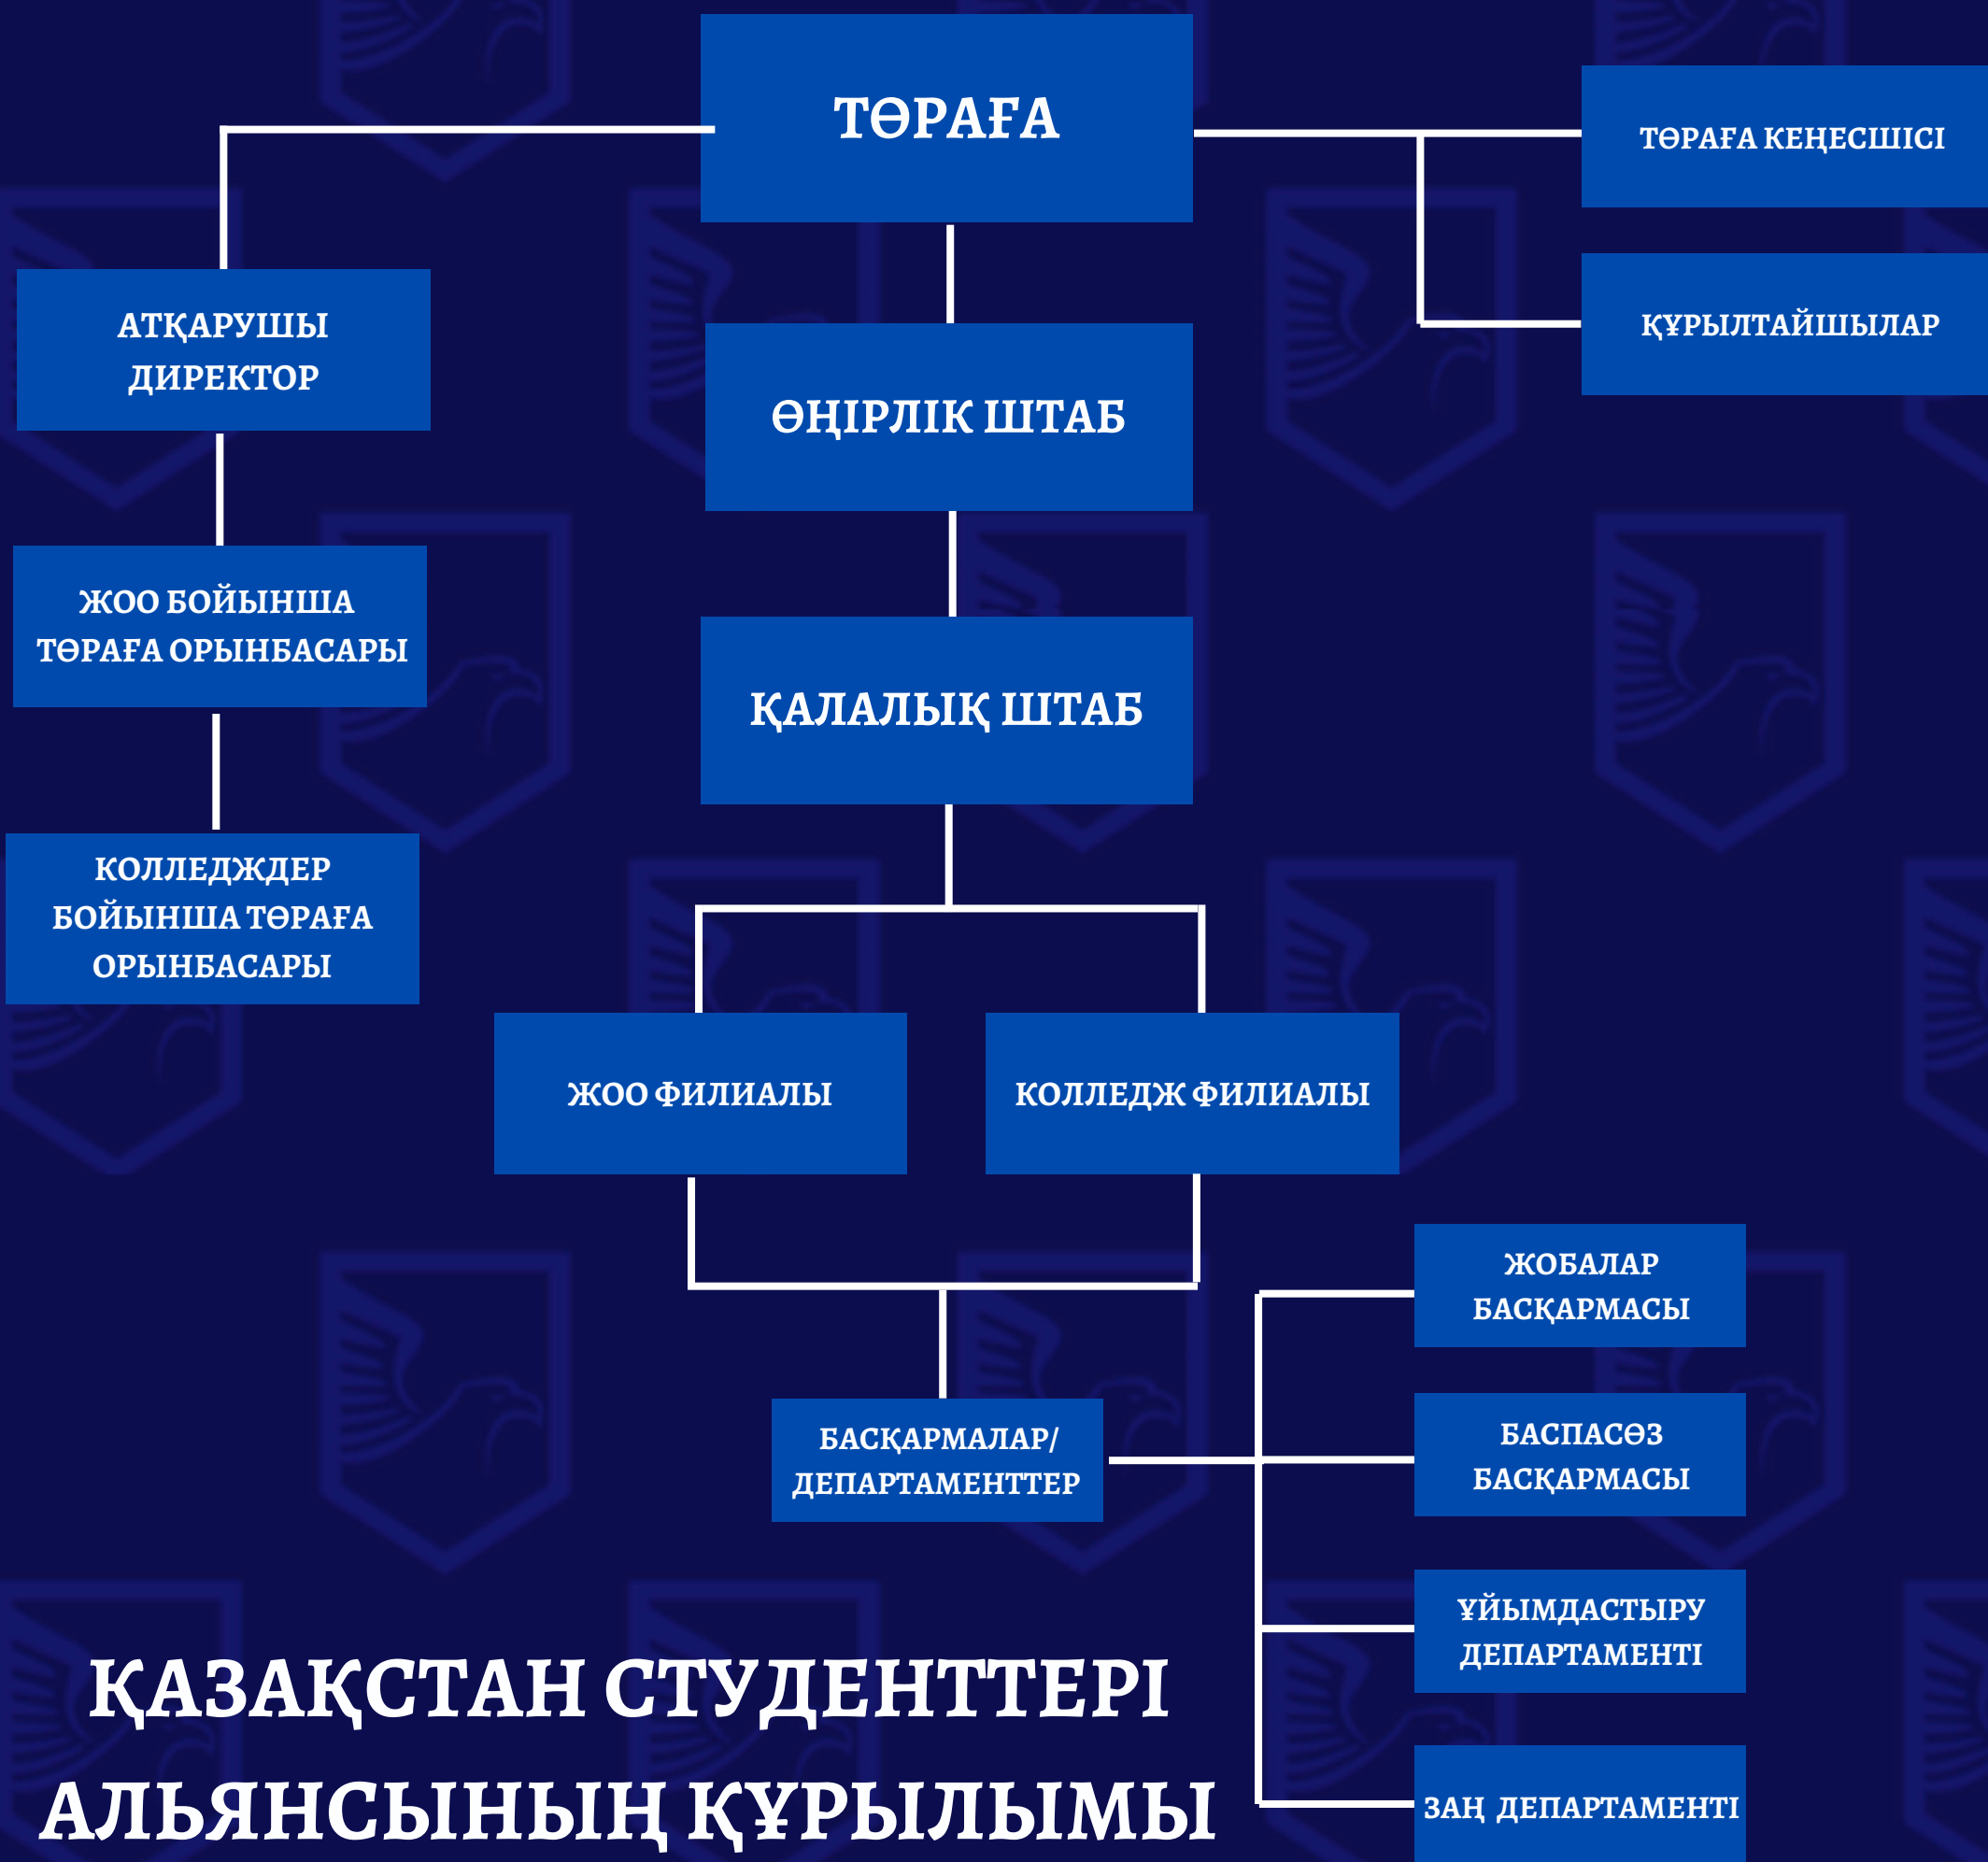 ТӨРАҒА
ТӨРАҒА КЕҢЕСШІСІ
ҚҰРЫЛТАЙШЫЛАР
АТҚАРУШЫ
ДИРЕКТОР
ӨҢІРЛІК ШТАБ
ЖОО БОЙЫНША
ТӨРАҒА ОРЫНБАСАРЫ
ҚАЛАЛЫҚ ШТАБ
КОЛЛЕДЖДЕР
БОЙЫНША ТӨРАҒА
ОРЫНБАСАРЫ
ЖОО ФИЛИАЛЫ
КОЛЛЕДЖ ФИЛИАЛЫ
БАСҚАРМАЛАР/
ДЕПАРТАМЕНТТЕР
ЖОБАЛАР
БАСҚАРМАСЫ
БАСПАСӨЗ
БАСҚАРМАСЫ
ҰЙЫМДАСТЫРУ
ДЕПАРТАМЕНТІ
ЗАҢ ДЕПАРТАМЕНТІ
ҚАЗАҚСТАН СТУДЕНТТЕРІ
АЛЬЯНСЫНЫҢ ҚҰРЫЛЫМЫ